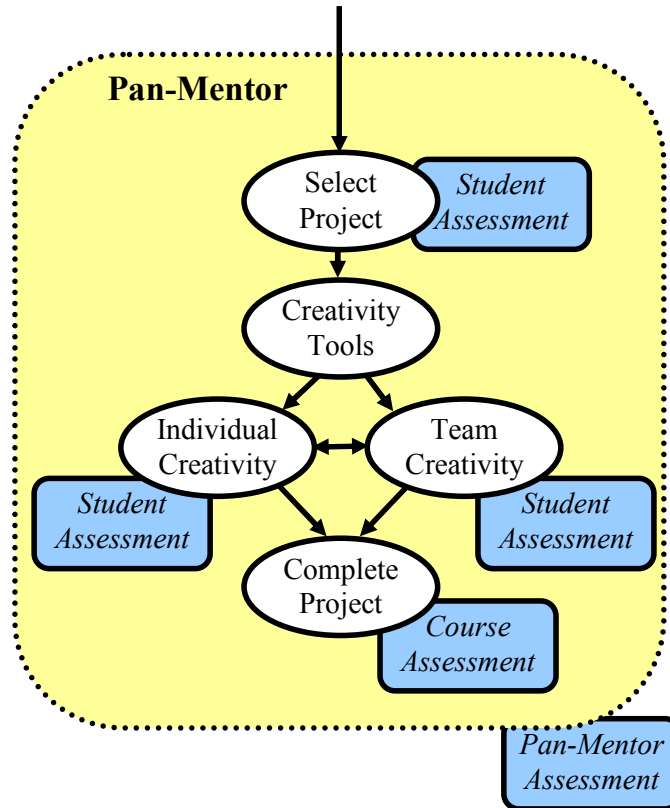 Pan-Mentor
Select
Project
Student
Assessment
Creativity
Tools
Individual
Creativity
Team
Creativity
Student
Assessment
Student
Assessment
Complete
Project
Course
Assessment
Pan-Mentor
Assessment